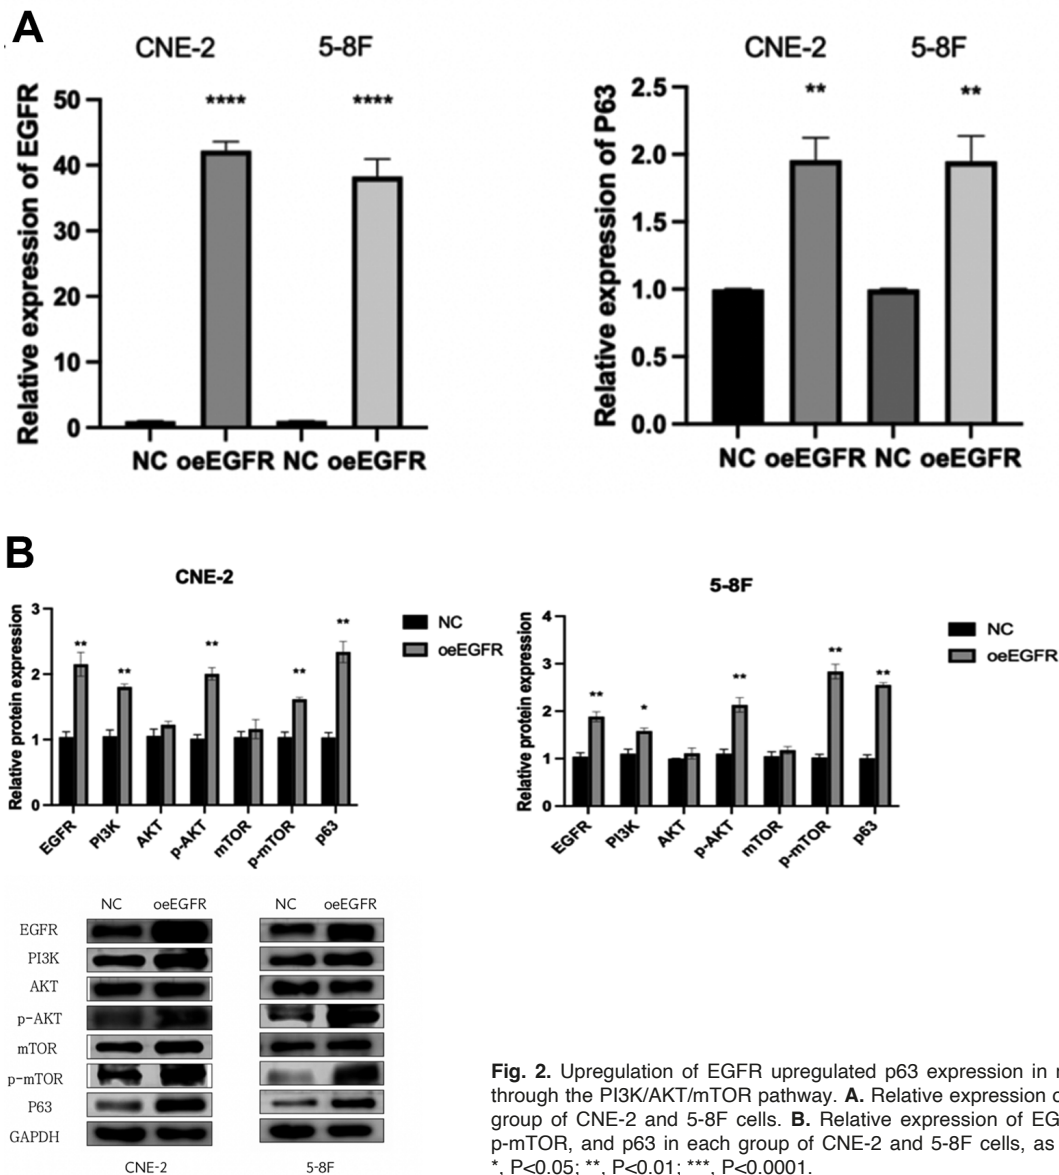 A
CNE-2 5-8F
Relative expression of EGFR
50
40
30
20
10
0
**** ****
NC oeEGFR NC oeEGFR
CNE-2 5-8F
Relative expression of P63
2.5
2.0
1.5
1.0
0.5
0.0
** **
NC oeEGFR NC oeEGFR
B
CNE-2
Relative protein expression
3
2
1
0
** ** ** ** **
NC
oeEGFR
EGFR PI3K AKT p-AKT mTOR p-mTOR p63
5-8F
Relative protein expression
4
3
2
1
0
** * ** ** **
NC
oeEGFR
EGFR PI3K AKT p-AKT mTOR p-mTOR p63
NC oeEGFR NC oeEGFR
EGFR
PI3K
AKT
p-AKT
mTOR
p-mTOR
P63
GAPDH
CNE-2 5-8F
Fig. 2. Upregulation of EGFR upregulated p63 expression in
through the PI3K/AKT/mTOR pathway. A. Relative expression
group of CNE-2 and 5-8F cells. B. Relative expression of
p-mTOR, and p63 in each group of CNE-2 and 5-8F cells, as
*, P<0.05; **, P<0.01; ***, P<0.0001.